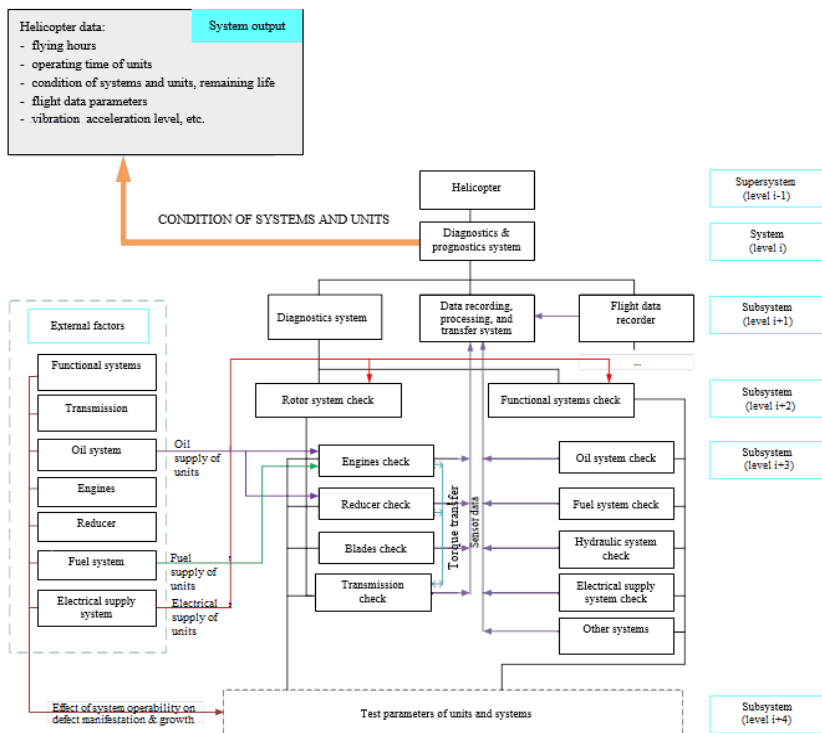 Helicopter data:
System output
- flying hours
- operating time of units
- condition of systems and units, remaining life
- flight data parameters
- vibration acceleration level, etc.
CONDITION OF SYSTEMS AND UNITS
Helicopter
Supersystem
(level i-1)
Diagnostics &
prognostics system
System
(level i)
External factors
Diagnostics system
Data recording,
processing, and
transfer system
Flight data
recorder
Subsystem
(level i+1)
...
Functional systems
Transmission
Oil system
Engines
Reducer
Fuel system
Electrical supply
system
Oil
supply of
units
Fuel
supply of
units
Electrical
supply of
units
Rotor system check
Functional systems check
Subsystem
(level i+2)
Engines check
Reducer check
Blades check
Transmission
check
Torque transfer
Sensor data
Oil system check
Fuel system check
Hydraulic system
check
Electrical supply
system check
Other systems
Subsystem
(level i+3)
Effect of system operability on
defect manifestation & growth
Test parameters of units and systems
Subsystem
(level i+4)